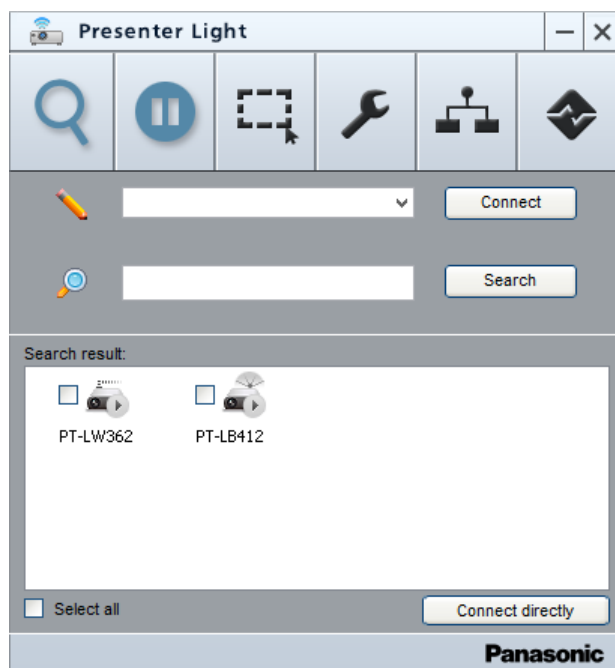 Presenter Light
Connect
Search
Search result:
PT-LW362
PT-LB412
Select all
Connect directly
Panasonic